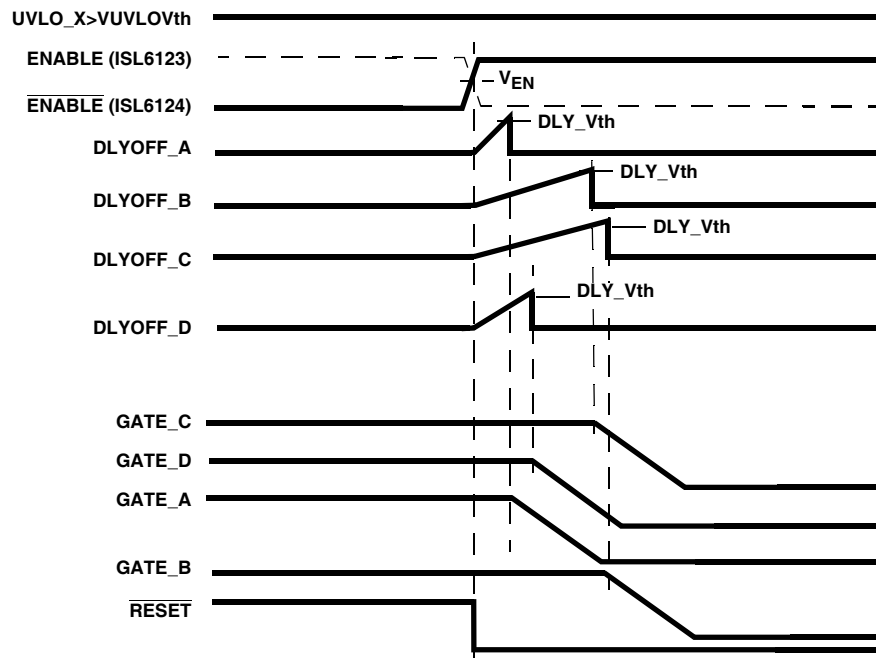 UVLO_X>VUVLOVth
ENABLE (ISL6123)
VEN
ENABLE (ISL6124)
DLY_Vth
DLYOFF_A
DLY_Vth
DLYOFF_B
DLY_Vth
DLYOFF_C
DLY_Vth
DLYOFF_D
GATE_C
GATE_D
GATE_A
GATE_B
RESET